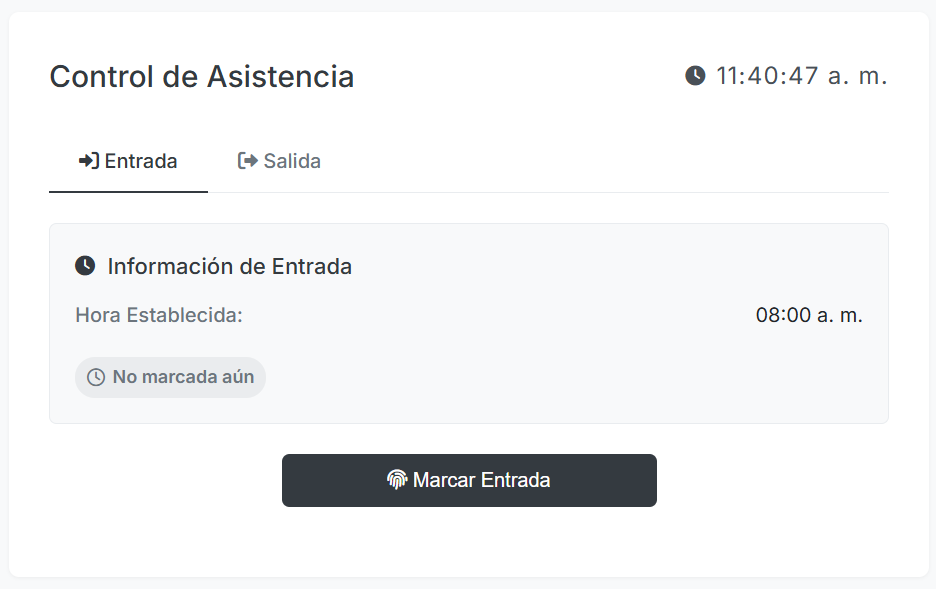 Control de Asistencia
11:40:47 a. m.
Entrada
Salida
Información de Entrada
Hora Establecida:
08:00 a. m.
No marcada aún
Marcar Entrada